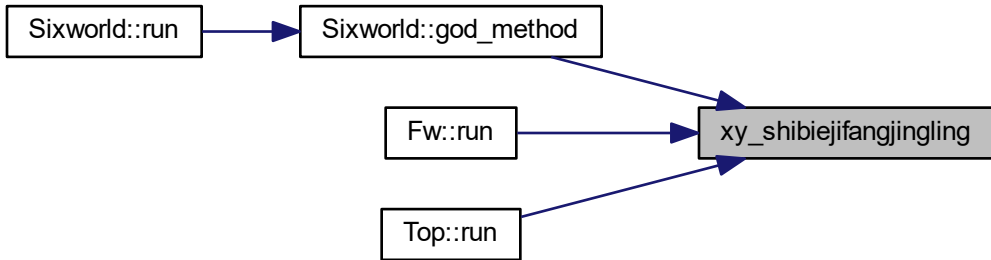 Sixworld::run
Sixworld::god_method
Fw::run
xy_shibiejifangjingling
Top::run